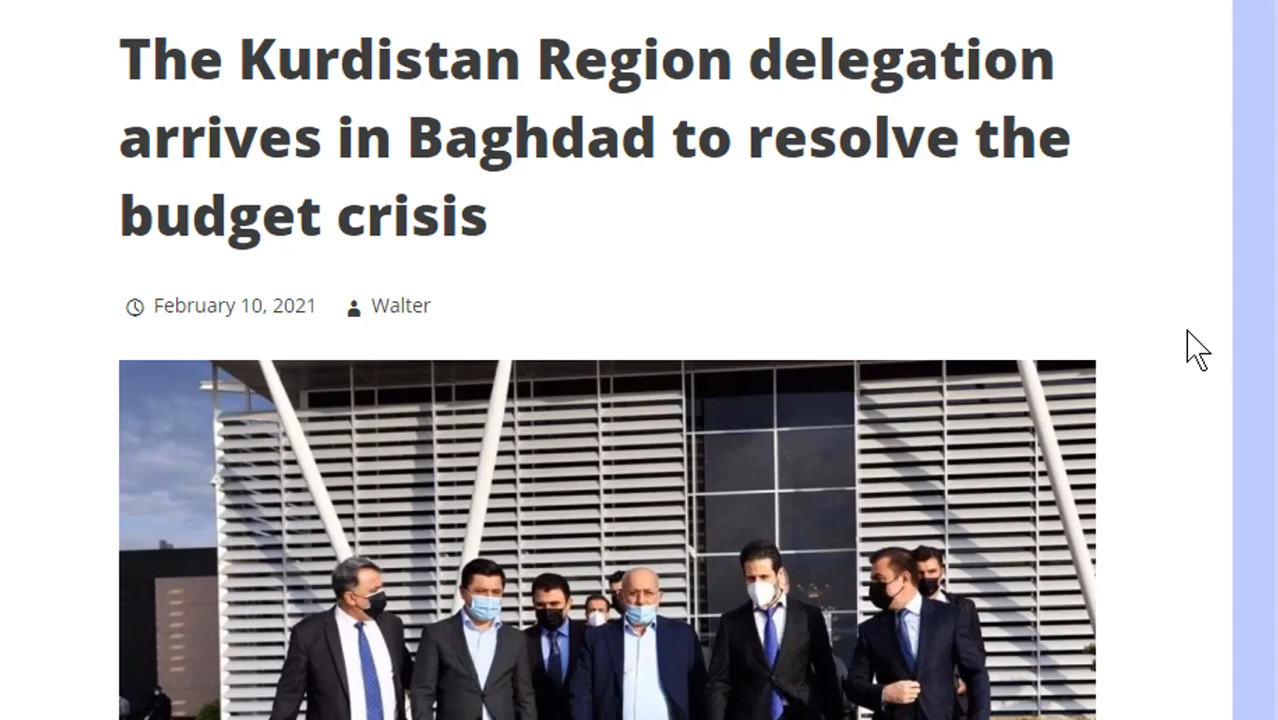 The Kurdistan Region delegation
arrives in Baghdad to resolve the
budget crisis
February 10, 2021 Walter